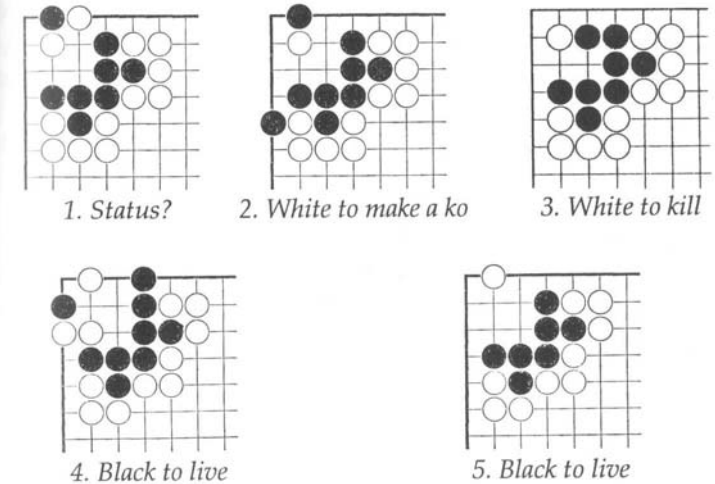 1. Status?
2. White to make a ko
3. White to kill
4. Black to live
5. Black to live